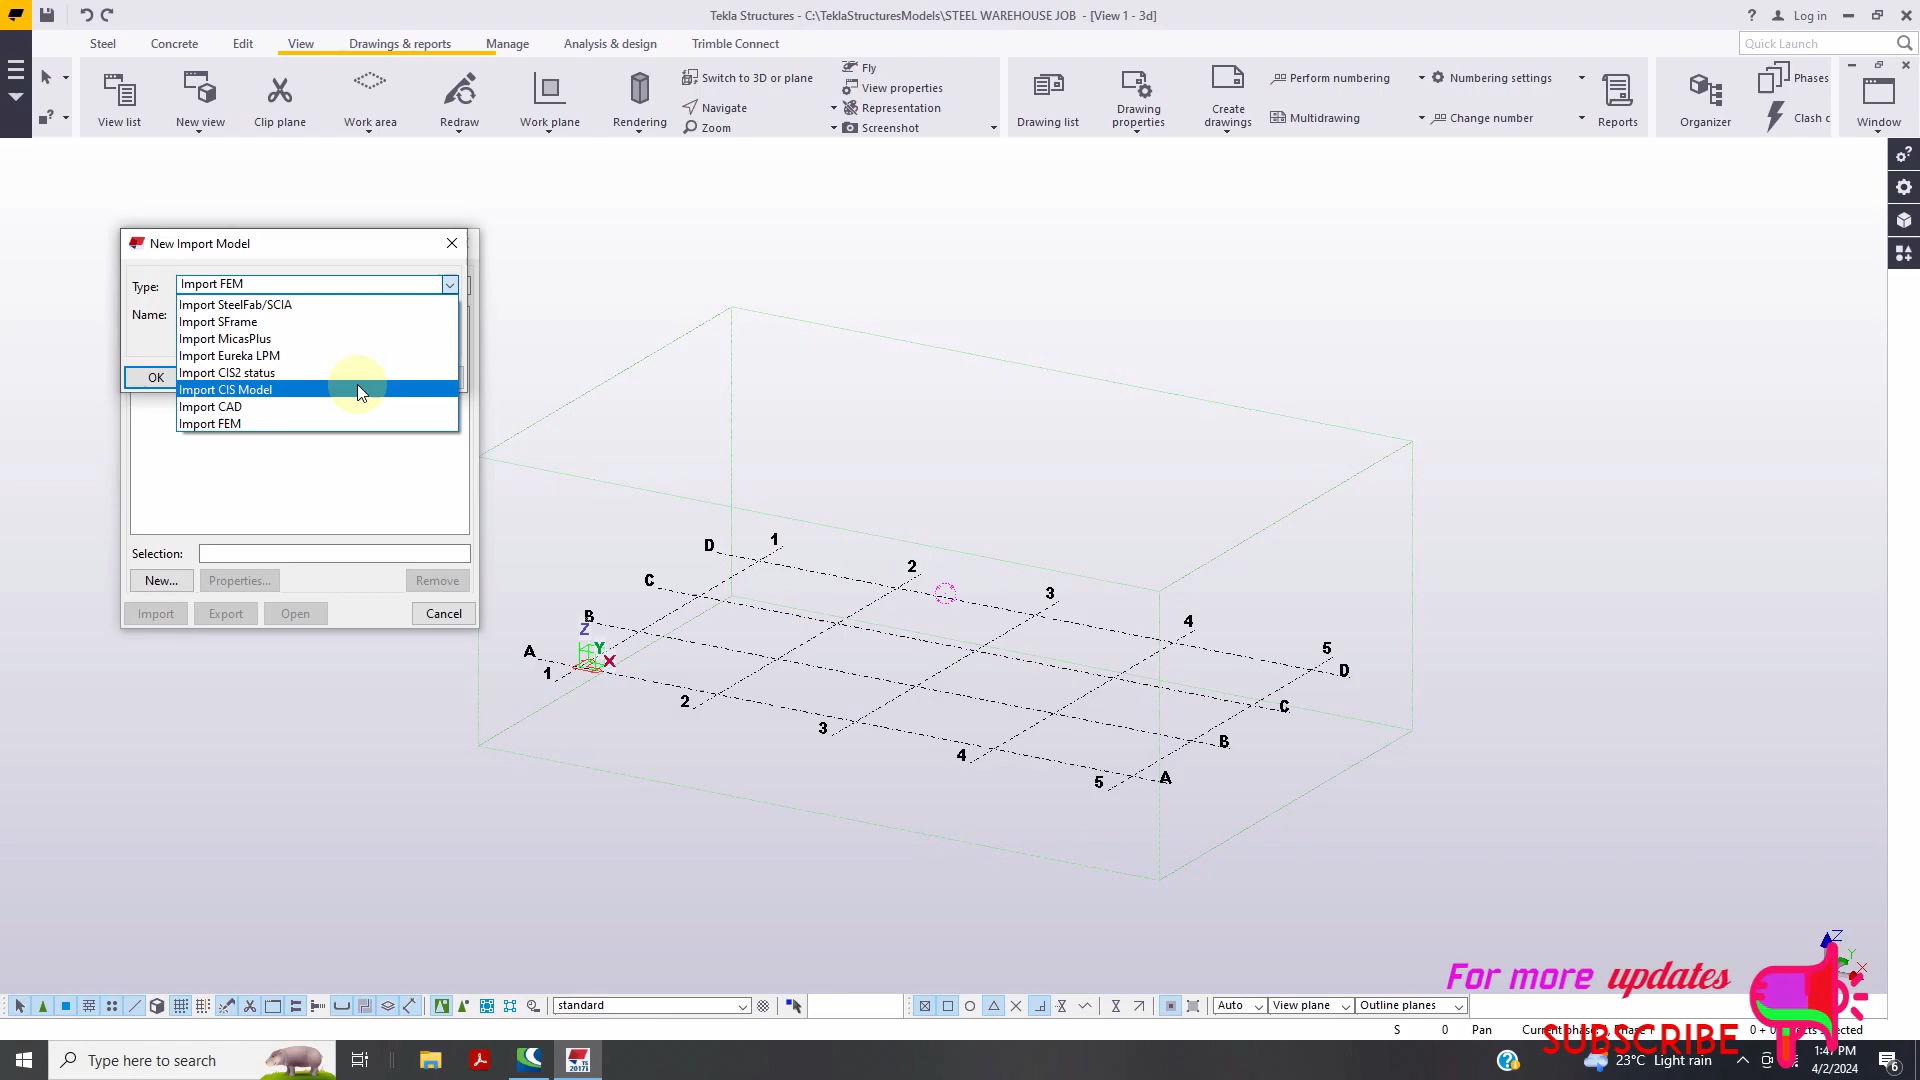 Tekla Structures - C:\TeklaStructuresModels\STEEL WAREHOUSE JOB - [View 1 - 3d]
? Log in
Steel Concrete Edit View Drawings & reports Manage Analysis & design Trimble Connect
Quick Launch
View list
New view
Clip plane
Work area
Redraw
Work plane
Rendering
Switch to 3D or plane
Navigate
Zoom
Fly
View properties
Representation
Screenshot
Drawing list
Drawing properties
Create drawings
Perform numbering
Multidrawing
Numbering settings
Change number
Reports
Organizer
Phases
Clash c
Window
New Import Model
Type: Import FEM
Name:
Import SteelFab/SCIA
Import SFrame
Import MicasPlus
Import Eureka LPM
Import CIS2 status
Import CIS Model
Import CAD
Import FEM
OK
Selection:
New... Properties... Remove
Import Export Open Cancel
D 1
2
C
3
B
Z
4
Y
A X
5
1
D
2
C
3
B
4
A
5
Z
Y
X
For more updates
SUBSCRIBE
standard
Auto View plane Outline planes
S 0 Pan
Type here to search
TS
2017i
23°C Light rain
1:47 PM
4/2/2024
6